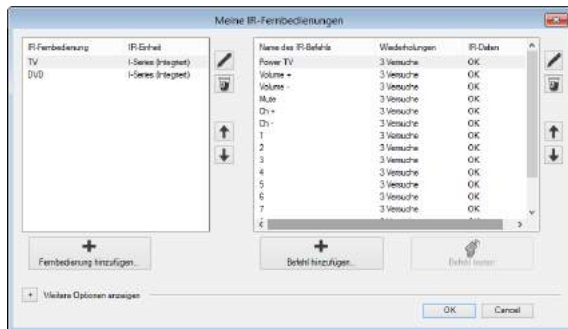 Meine IR-Fernbedienungen
IR-Fernbedienung IR-Einheit
TV I-Series (Integriert)
DVD I-Series (Integriert)
Name des IR-Befehls Wiederholungen IR-Daten
Power TV 3 Versuche OK
Volume + 3 Versuche OK
Volume - 3 Versuche OK
Mute 3 Versuche OK
Ch + 3 Versuche OK
Ch - 3 Versuche OK
1 3 Versuche OK
2 3 Versuche OK
3 3 Versuche OK
4 3 Versuche OK
5 3 Versuche OK
6 3 Versuche OK
7 3 Versuche OK
Fernbedienung hinzufügen...
Befehl hinzufügen...
Befehl testen
Weitere Optionen anzeigen
OK Cancel